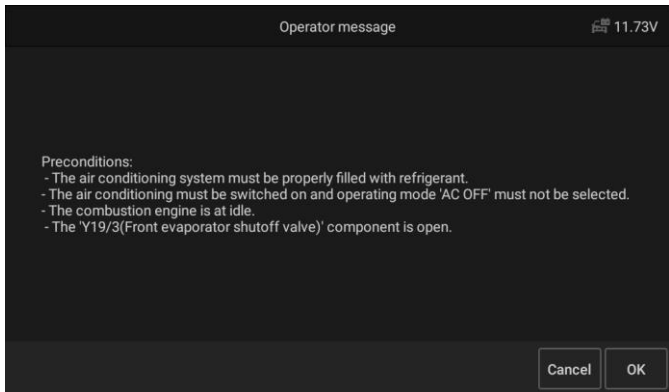 Operator message
11.73V
Preconditions:
- The air conditioning system must be properly filled with refrigerant.
- The air conditioning must be switched on and operating mode 'AC OFF' must not be selected.
- The combustion engine is at idle.
- The 'Y19/3(Front evaporator shutoff valve)' component is open.
Cancel
OK